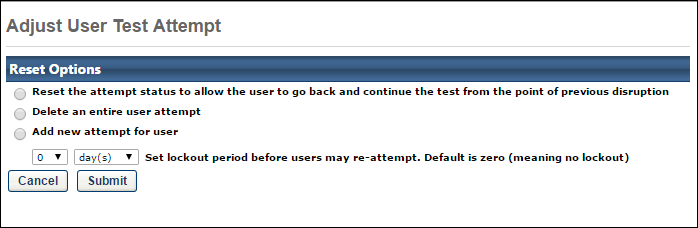 Adjust User Test Attempt
Reset Options
Reset the attempt status to allow the user to go back and continue the test from the point of previous disruption
Delete an entire user attempt
Add new attempt for user
0 day(s) Set lockout period before users may re-attempt. Default is zero (meaning no lockout)
Cancel Submit